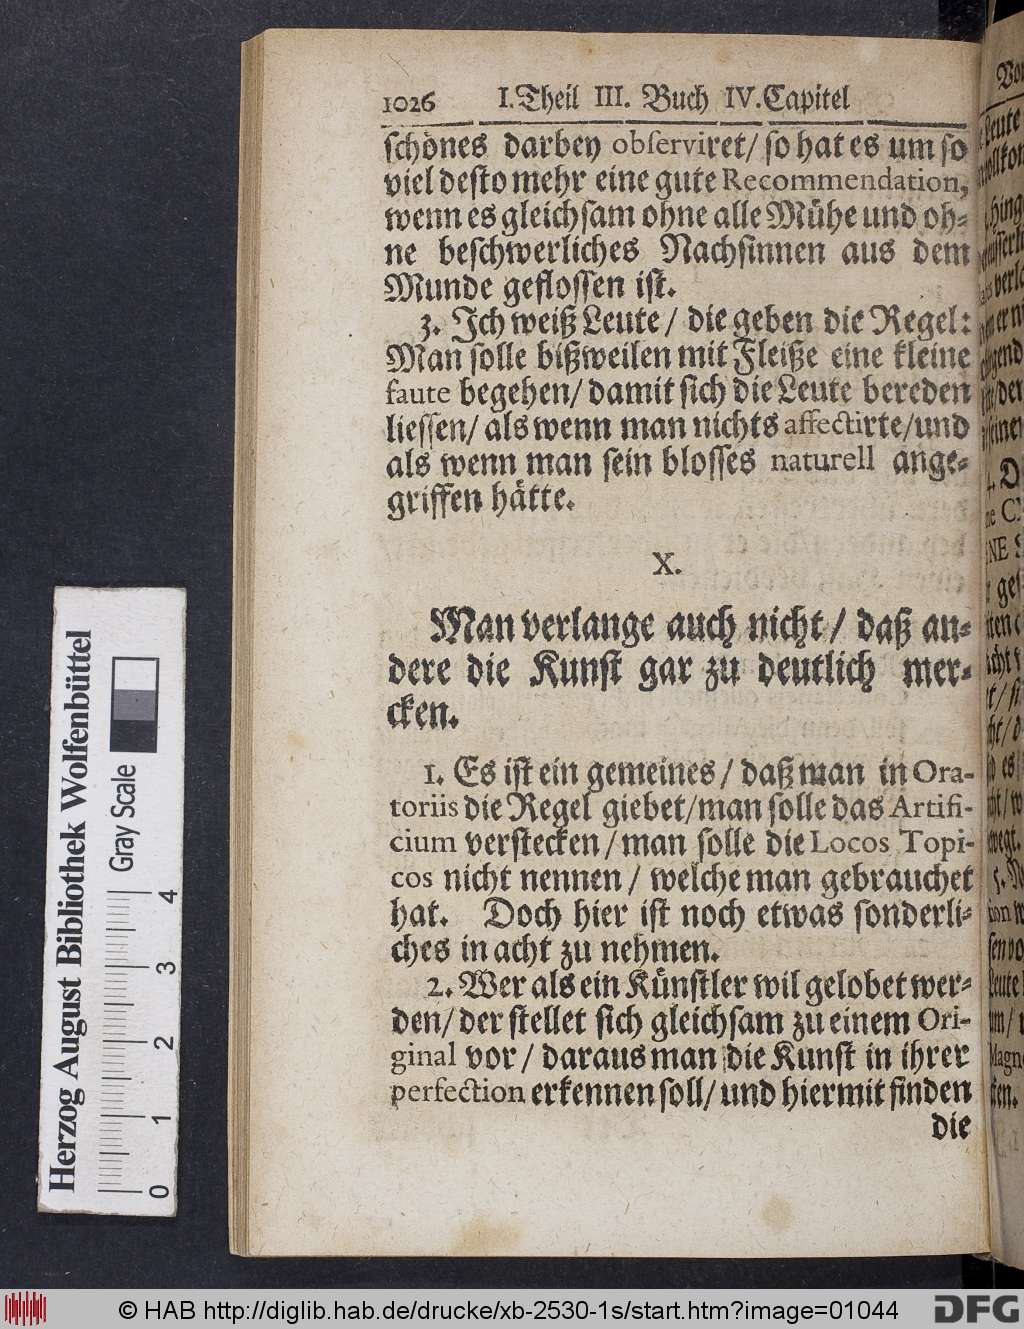 1026 I. Theil III. Buch IV. Capitel
schönes darbey observiret/ so hat es um so
viel desto mehr eine gute Recommendation,
wenn es gleichsam ohne alle Mühe und oh-
ne beschwerliches Nachsinnen aus dem
Munde geflossen ist.
3. Ich weiß Leute / die geben die Regel:
Man solle bißweilen mit Fleiße eine kleine
faute begehen/ damit sich die Leute bereden
liessen/ als wenn man nichts affectirte/und
als wenn man sein blosses naturell ange-
griffen hätte.
X.
Man verlange auch nicht / daß an-
dere die Kunst gar zu deutlich mer-
cken.
1. Es ist ein gemeines / daß man in Ora-
toriis die Regel giebet/man solle das Artifi-
cium verstecken / man solle die Locos Topi-
cos nicht nennen / welche man gebrauchet
hat. Doch hier ist noch etwas sonderli-
ches in acht zu nehmen.
2. Wer als ein Künstler wil gelobet wer-
den/ der stellet sich gleichsam zu einem Ori-
ginal vor / daraus man die Kunst in ihrer
perfection erkennen soll/ und hiermit finden
die
Herzog August Bibliothek Wolfenbüttel
Gray Scale
0 1 2 3 4
© HAB http://diglib.hab.de/drucke/xb-2530-1s/start.htm?image=01044
DFG